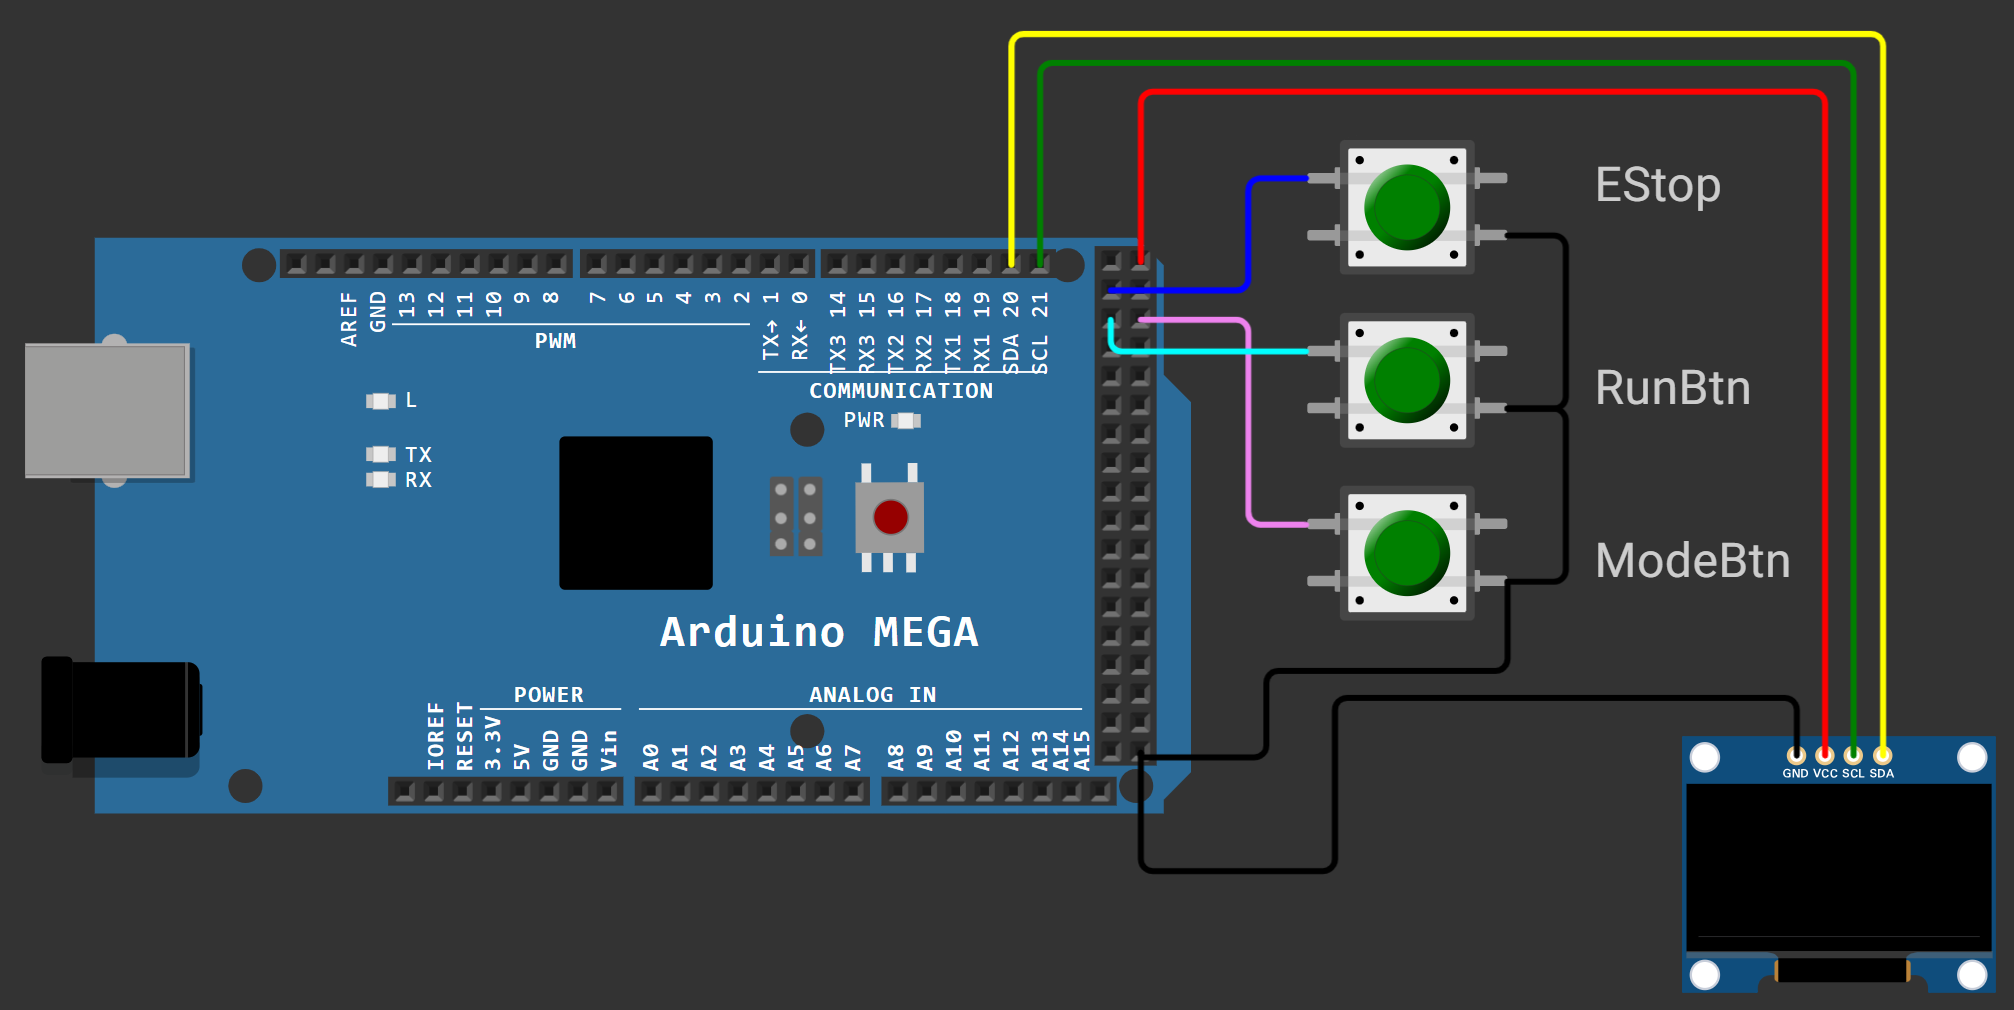 EStop
AREF
GND
13
12
11
10
9
8
7
6
5
4
3
2
TX→ 1
RX← 0
TX3 14
RX3 15
TX2 16
RX2 17
TX1 18
RX1 19
SDA 20
SCL 21
PWM
COMMUNICATION
RunBtn
L
PWR
TX
RX
ModeBtn
Arduino MEGA
POWER
ANALOG IN
IOREF
RESET
3.3V
5V
GND
GND
Vin
A0
A1
A2
A3
A4
A5
A6
A7
A8
A9
A10
A11
A12
A13
A14
A15
GND VCC SCL SDA